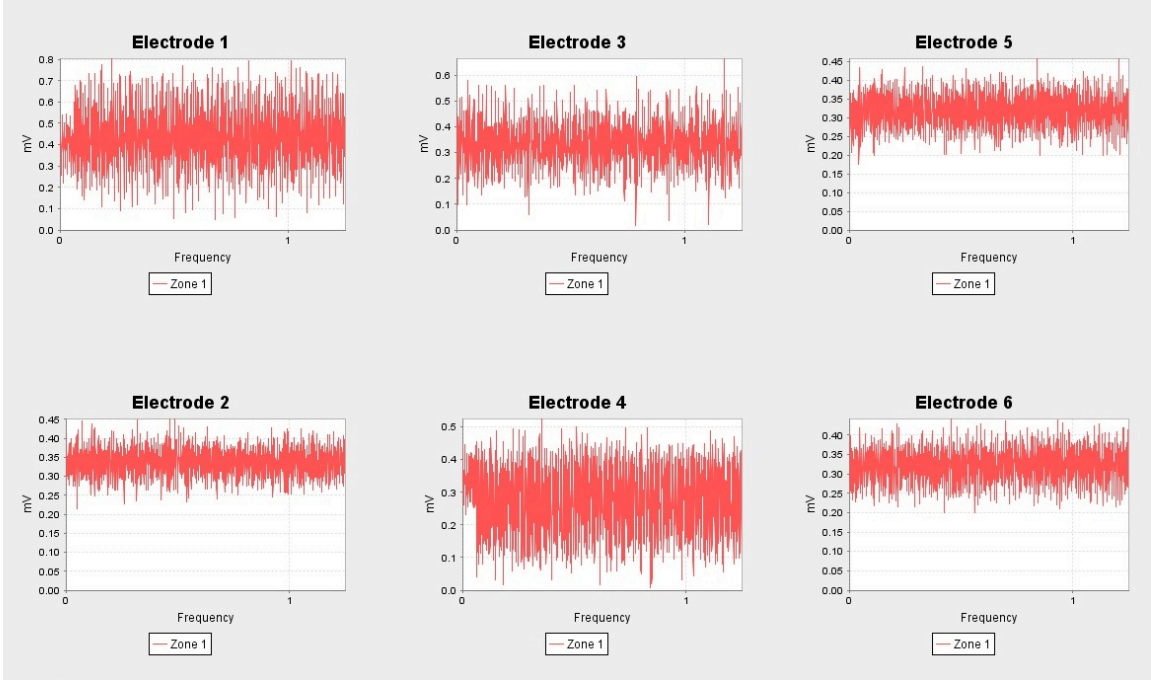 Electrode 1
0.8
0.7
0.6
0.5
0.4
0.3
0.2
0.1
0.0
mV
0
1
Frequency
Zone 1
Electrode 3
0.6
0.5
0.4
0.3
0.2
0.1
0.0
mV
0
1
Frequency
Zone 1
Electrode 5
0.45
0.40
0.35
0.30
0.25
0.20
0.15
0.10
0.05
0.00
mV
0
1
Frequency
Zone 1
Electrode 2
0.45
0.40
0.35
0.30
0.25
0.20
0.15
0.10
0.05
0.00
mV
0
1
Frequency
Zone 1
Electrode 4
0.5
0.4
0.3
0.2
0.1
0.0
mV
0
1
Frequency
Zone 1
Electrode 6
0.40
0.35
0.30
0.25
0.20
0.15
0.10
0.05
0.00
mV
0
1
Frequency
Zone 1